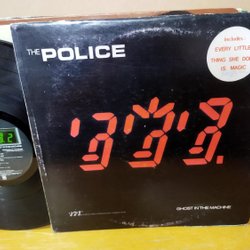 THE POLICE
includes
EVERY LITTLE
THING SHE DOES
IS MAGIC
GHOST IN THE MACHINE